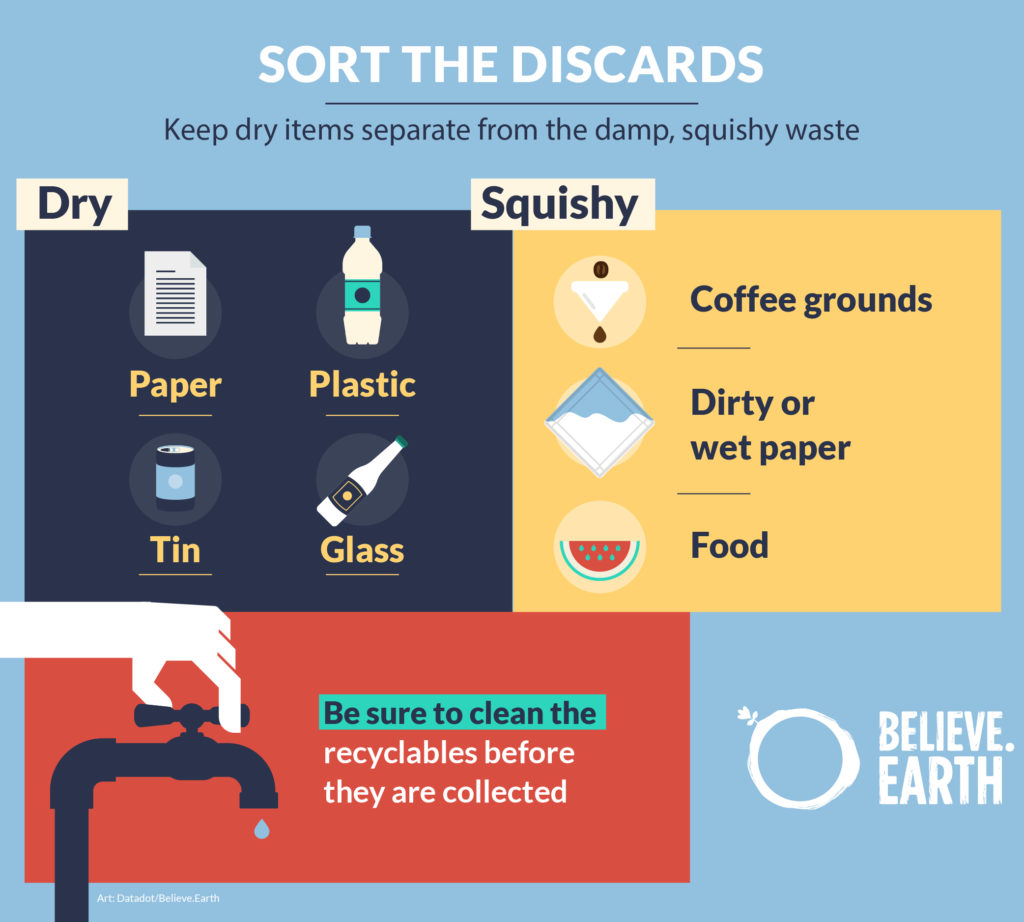 SORT THE DISCARDS
Keep dry items separate from the damp, squishy waste
Dry
Paper
Plastic
Tin
Glass
Squishy
Coffee grounds
Dirty or
wet paper
Food
Be sure to clean the
recyclables before
they are collected
BELIEVE.
EARTH
Art: Datadot/Believe.Earth